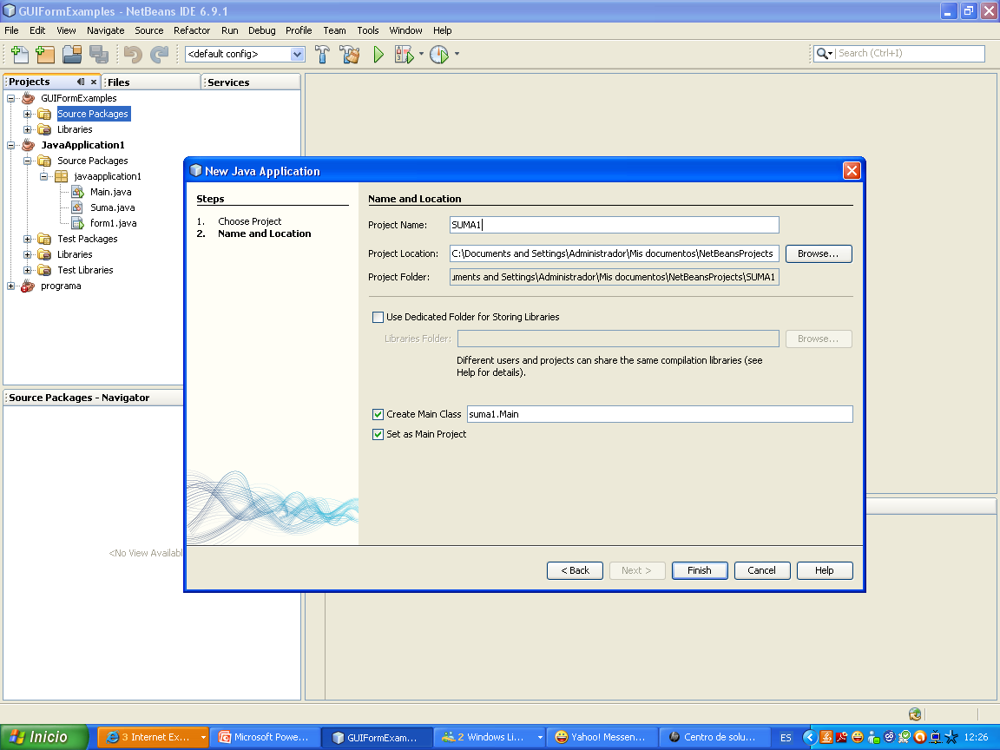 GUIFormExamples - NetBeans IDE 6.9.1
File Edit View Navigate Source Refactor Run Debug Profile Team Tools Window Help
<default config>
Search (Ctrl+I)
Projects
Files
Services
GUIFormExamples
Source Packages
Libraries
JavaApplication1
Source Packages
javaapplication1
Main.java
Suma.java
form1.java
Test Packages
Libraries
Test Libraries
programa
Source Packages - Navigator
<No View Availabl
New Java Application
Steps
1. Choose Project
2. Name and Location
Name and Location
Project Name: SUMA1
Project Location: C:\Documents and Settings\Administrador\Mis documentos\NetBeansProjects Browse...
Project Folder: uments and Settings\Administrador\Mis documentos\NetBeansProjects\SUMA1
Use Dedicated Folder for Storing Libraries
Libraries Folder: Browse...
Different users and projects can share the same compilation libraries (see
Help for details).
Create Main Class suma1.Main
Set as Main Project
< Back Next > Finish Cancel Help
Inicio 3 Internet Ex... Microsoft Powe... GUIFormExam... 2 Windows Li... Yahoo! Messen... Centro de solu... ES 12:26